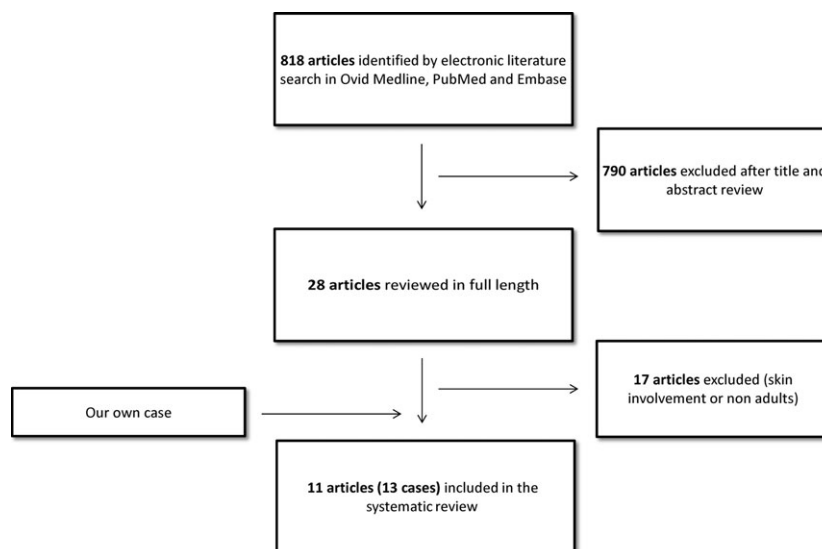 818 articles identified by electronic literature
search in Ovid Medline, PubMed and Embase
790 articles excluded after title and
abstract review
28 articles reviewed in full length
17 articles excluded (skin
involvement or non adults)
Our own case
11 articles (13 cases) included in the
systematic review